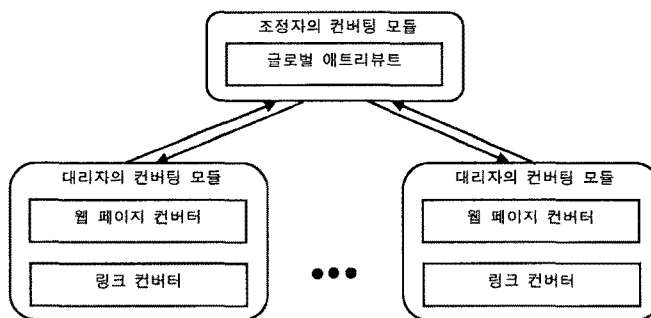 조정자의 컨버팅 모듈
글로벌 애트리뷰트
대리자의 컨버팅 모듈
웹 페이지 컨버터
링크 컨버터
대리자의 컨버팅 모듈
웹 페이지 컨버터
링크 컨버터